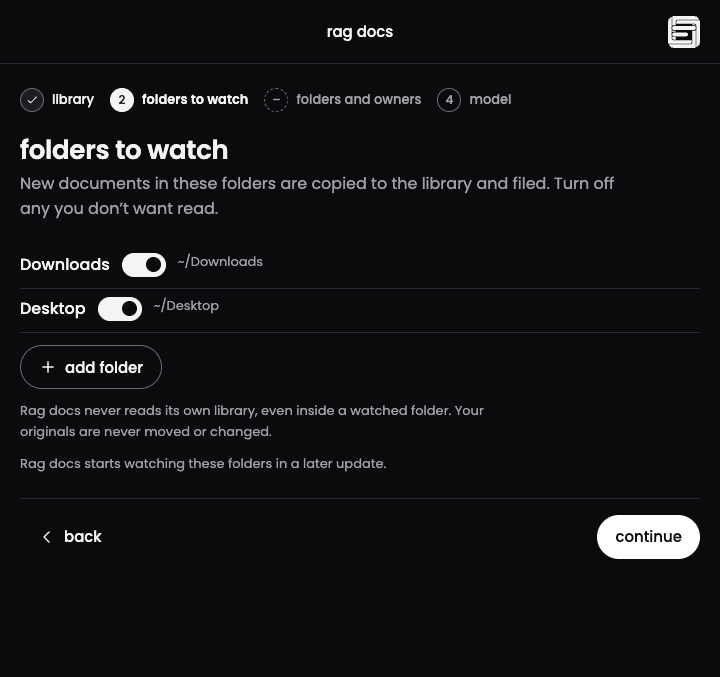 rag docs
library
2 folders to watch
– folders and owners
4 model
folders to watch
New documents in these folders are copied to the library and filed. Turn off
any you don’t want read.
Downloads ~/Downloads
Desktop ~/Desktop
+ add folder
Rag docs never reads its own library, even inside a watched folder. Your
originals are never moved or changed.
Rag docs starts watching these folders in a later update.
back
continue